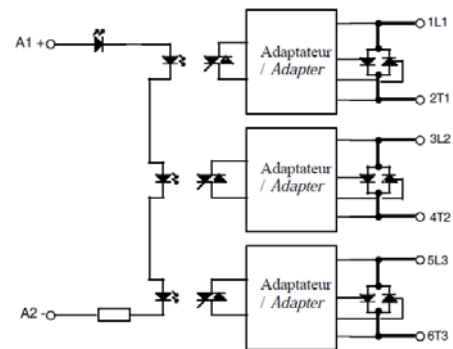 A1 +
1L1
Adaptateur
/ Adapter
2T1
3L2
Adaptateur
/ Adapter
4T2
5L3
Adaptateur
/ Adapter
A2 -
6T3